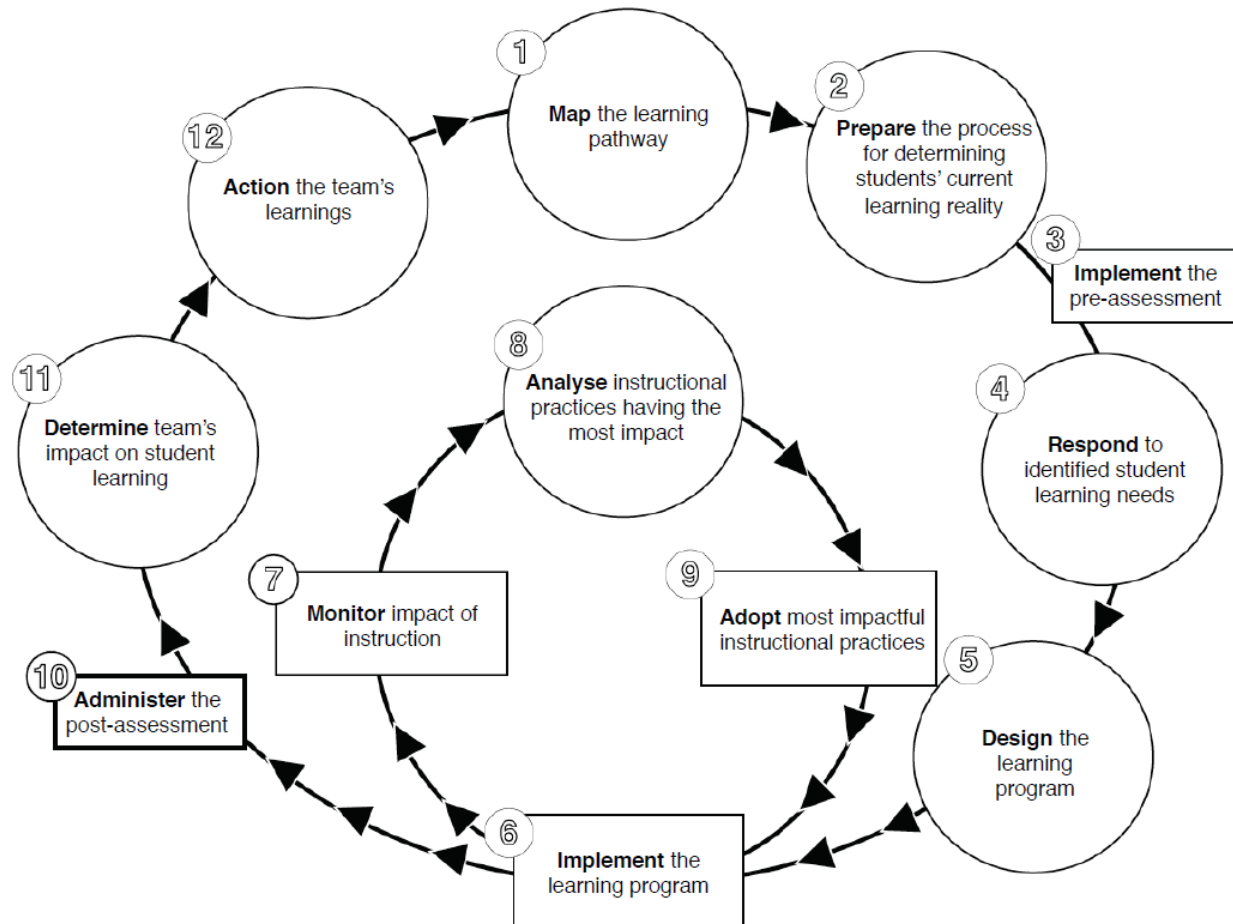 1
Map the learning
pathway
2
Prepare the process
for determining
students’ current
learning reality
3
Implement the
pre-assessment
4
Respond to
identified student
learning needs
5
Design the
learning
program
6
Implement the
learning program
7
Monitor impact of
instruction
8
Analyse instructional
practices having the
most impact
9
Adopt most impactful
instructional practices
10
Administer the
post-assessment
11
Determine team’s
impact on student
learning
12
Action the team’s
learnings